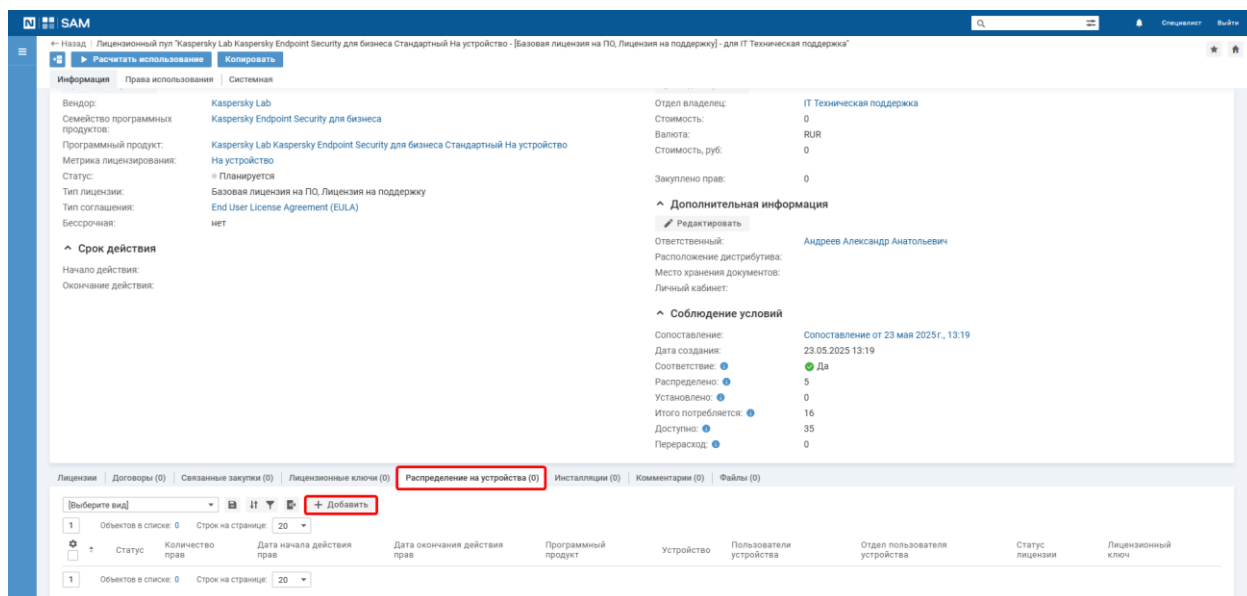 N SAM Специалист Выйти
← Назад | Лицензионный пул "Kaspersky Lab Kaspersky Endpoint Security для бизнеса Стандартный На устройство - [Базовая лицензия на ПО, Лицензия на поддержку] - для IT Техническая поддержка"
Расчитать использование Копировать
Информация Права использования Системная
Вендор: Kaspersky Lab
Семейство программных продуктов: Kaspersky Endpoint Security для бизнеса
Программный продукт: Kaspersky Lab Kaspersky Endpoint Security для бизнеса Стандартный На устройство
Метрика лицензирования: На устройство
Статус: Планируется
Тип лицензии: Базовая лицензия на ПО, Лицензия на поддержку
Тип соглашения: End User License Agreement (EULA)
Бессрочная: нет
Срок действия
Начало действия:
Окончание действия:
Отдел владелец: IT Техническая поддержка
Стоимость: 0
Валюта: RUR
Стоимость, руб: 0
Закуплено прав: 0
Дополнительная информация
Редактировать
Ответственный: Андреев Александр Анатольевич
Расположение дистрибутива:
Место хранения документов:
Личный кабинет:
Соблюдение условий
Сопоставление: Сопоставление от 23 мая 2025 г., 13:19
Дата создания: 23.05.2025 13:19
Соответствие: Да
Распределено: 5
Установлено: 0
Итого потребляется: 16
Доступно: 35
Перерасход: 0
Лицензии | Договоры (0) | Связанные закупки (0) | Лицензионные ключи (0) | Распределение на устройства (0) | Инсталляции (0) | Комментарии (0) | Файлы (0)
[Выберите вид] + Добавить
1 Объектов в списке: 0 Строк на странице: 20
Статус Количество прав Дата начала действия прав Дата окончания действия прав Программный продукт Устройство Пользователи устройства Отдел пользователя устройства Статус лицензии Лицензионный ключ
1 Объектов в списке: 0 Строк на странице: 20